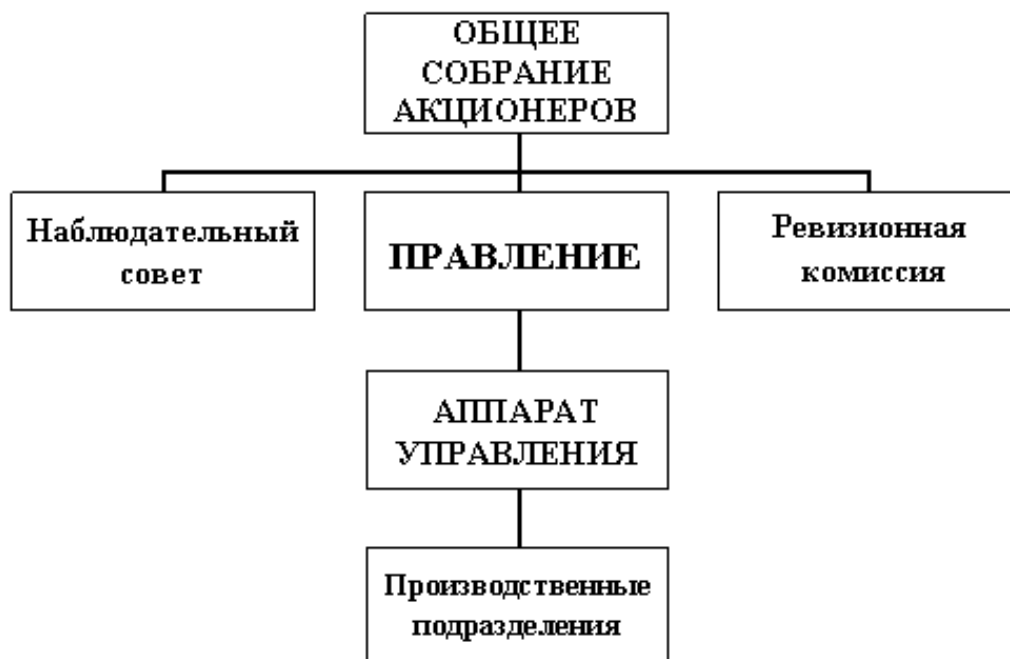 ОБЩЕЕ
СОБРАНИЕ
АКЦИОНЕРОВ
Наблюдательный
совет
ПРАВЛЕНИЕ
Ревизионная
комиссия
АППАРАТ
УПРАВЛЕНИЯ
Производственные
подразделения